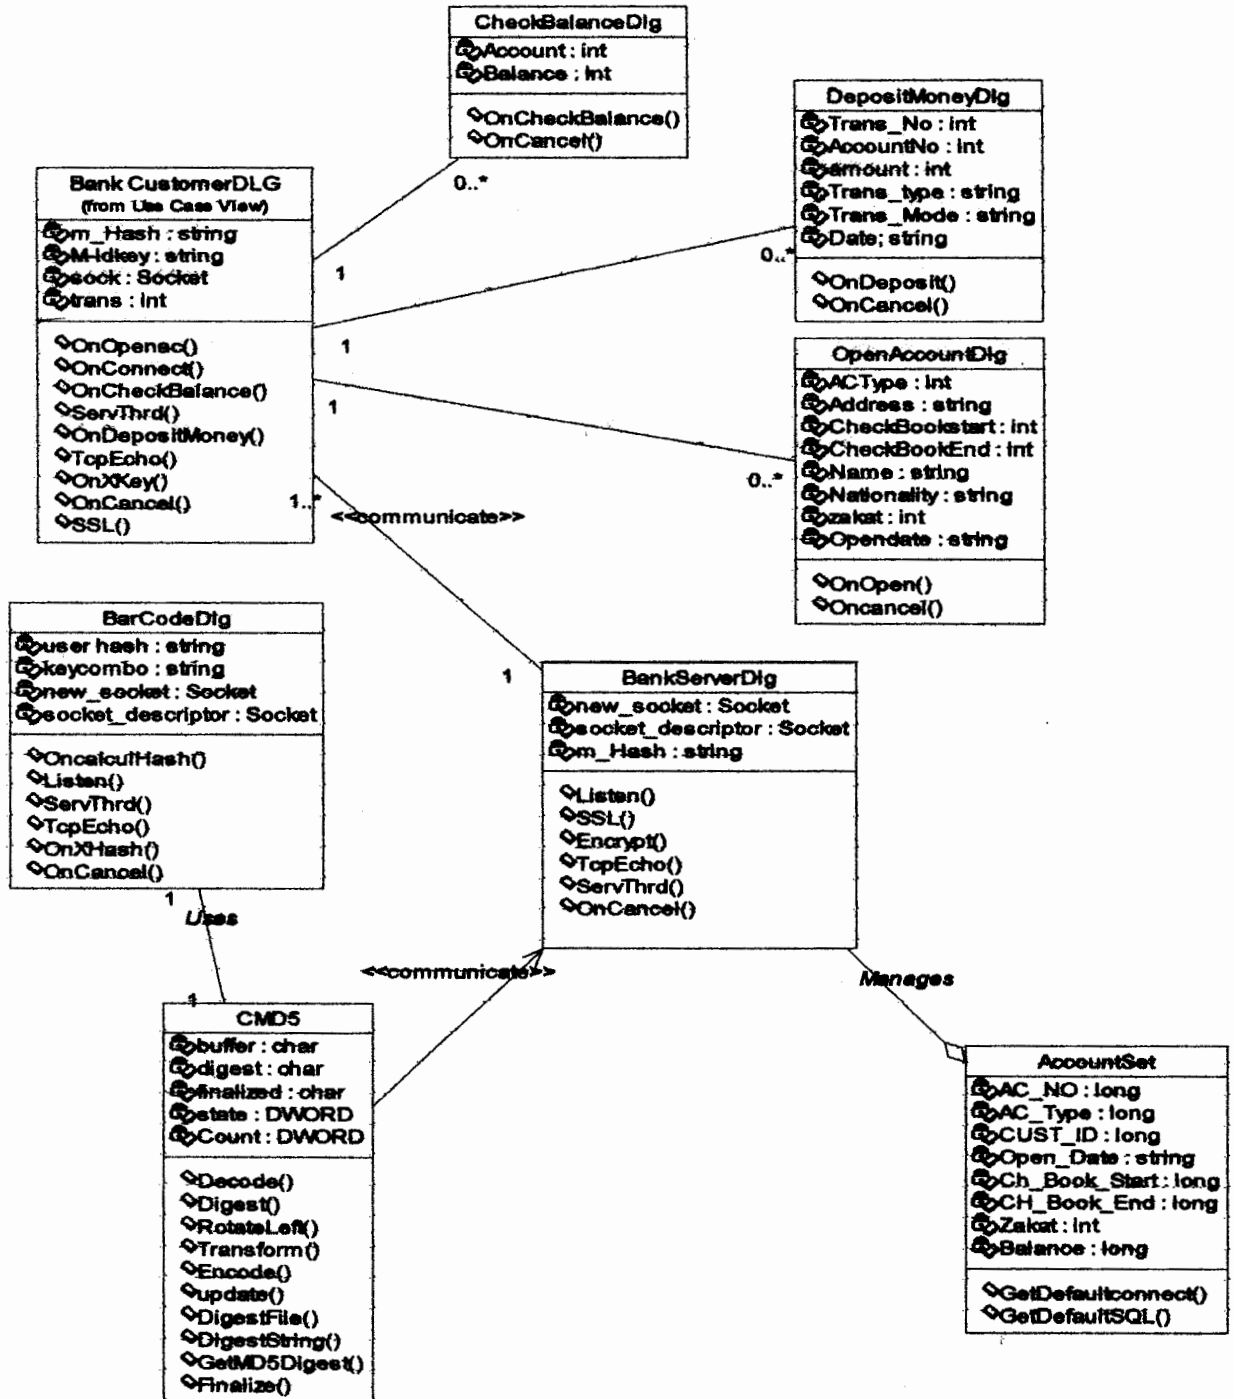 CheckBalanceDlg
Account : int
Balance : int
OnCheckBalance()
OnCancel()
0..*
DepositMoneyDlg
Trans_No : int
AccountNo : int
amount : int
Trans_type : string
Trans_Mode : string
Date; string
OnDeposit()
OnCancel()
0..*
Bank CustomerDLG
(from Use Case View)
m_Hash : string
M-idkey : string
sock : Socket
trans : int
OnOpenac()
OnConnect()
OnCheckBalance()
ServThrd()
OnDepositMoney()
TcpEcho()
OnXKey()
OnCancel()
SSL()
1
1
1
1..*
<<communicate>>
OpenAccountDlg
ACType : int
Address : string
CheckBookstart : int
CheckBookEnd : int
Name : string
Nationality : string
zakat : int
Opendate : string
OnOpen()
Oncancel()
0..*
BarCodeDlg
user hash : string
keycombo : string
new_socket : Socket
socket_descriptor : Socket
OncalculHash()
Listen()
ServThrd()
TcpEcho()
OnXHash()
OnCancel()
1
Uses
1
1
BankServerDlg
new_socket : Socket
socket_descriptor : Socket
m_Hash : string
Listen()
SSL()
Encrypt()
TcpEcho()
ServThrd()
OnCancel()
<<communicate>>
Manages
CMD5
buffer : char
digest : char
finalized : char
state : DWORD
Count : DWORD
Decode()
Digest()
RotateLeft()
Transform()
Encode()
update()
DigestFile()
DigestString()
GetMD5Digest()
Finalize()
AccountSet
AC_NO : long
AC_Type : long
CUST_ID : long
Open_Date : string
Ch_Book_Start : long
CH_Book_End : long
Zakat : int
Balance : long
GetDefaultconnect()
GetDefaultSQL()